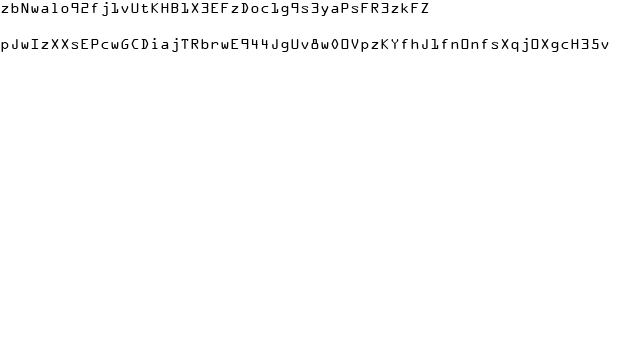 zbNwalo92fj1vUtKHB1X3EFzDoc1g9s3yaPsFR3zkFZ
pJwIzXXsEPcwGCDiajTRbrwE944JgUv8w0OVpzKYfhJ1fnOnfsXqjOXgcH35v